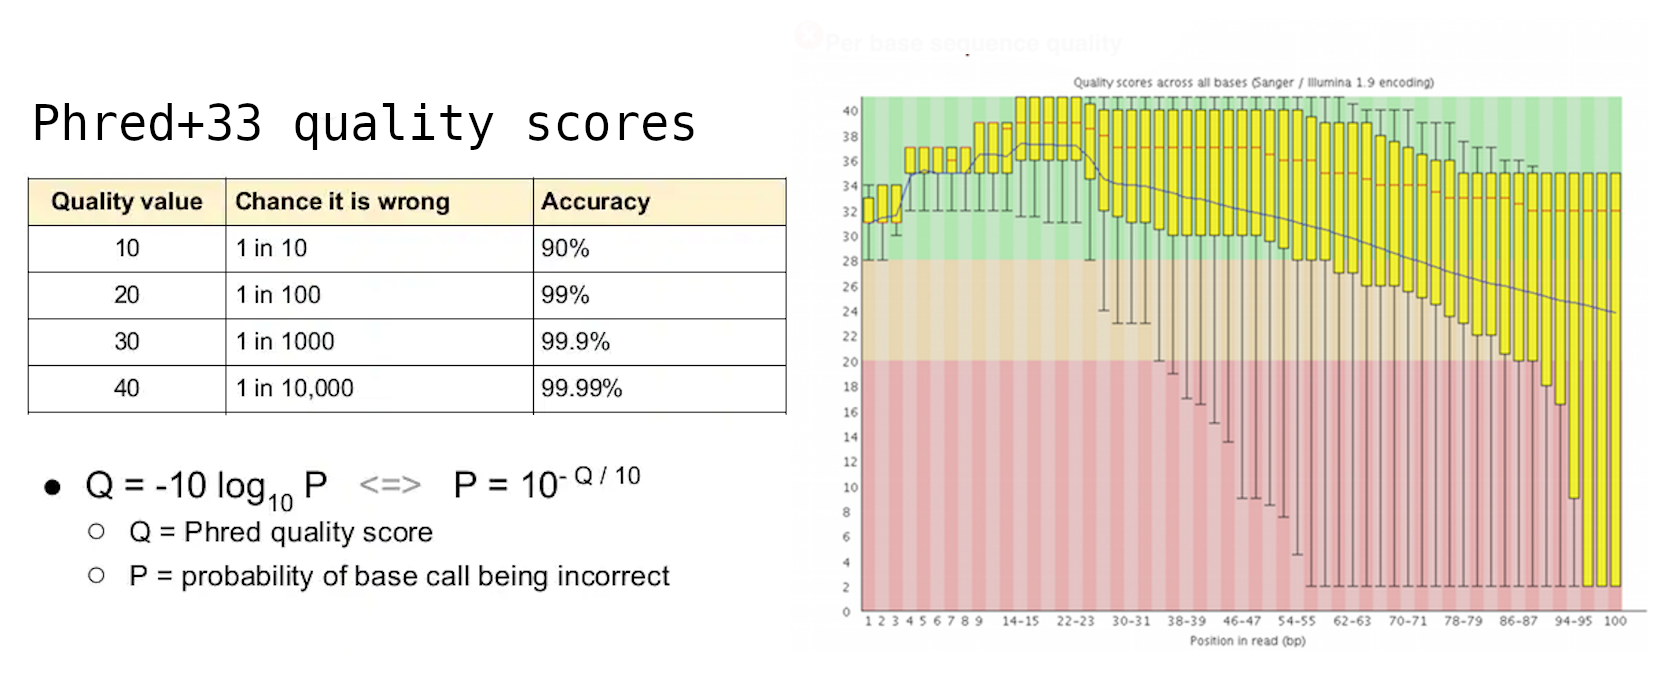 Per base sequence quality
Phred+33 quality scores
Quality value Chance it is wrong Accuracy
10 1 in 10 90%
20 1 in 100 99%
30 1 in 1000 99.9%
40 1 in 10,000 99.99%
● Q = -10 log10 P <=> P = 10- Q / 10
○ Q = Phred quality score
○ P = probability of base call being incorrect
Quality scores across all bases (Sanger / Illumina 1.9 encoding)
40
38
36
34
32
30
28
26
24
22
20
18
16
14
12
10
8
6
4
2
0
1 2 3 4 5 6 7 8 9 14-15 22-23 30-31 38-39 46-47 54-55 62-63 70-71 78-79 86-87 94-95 100
Position in read (bp)